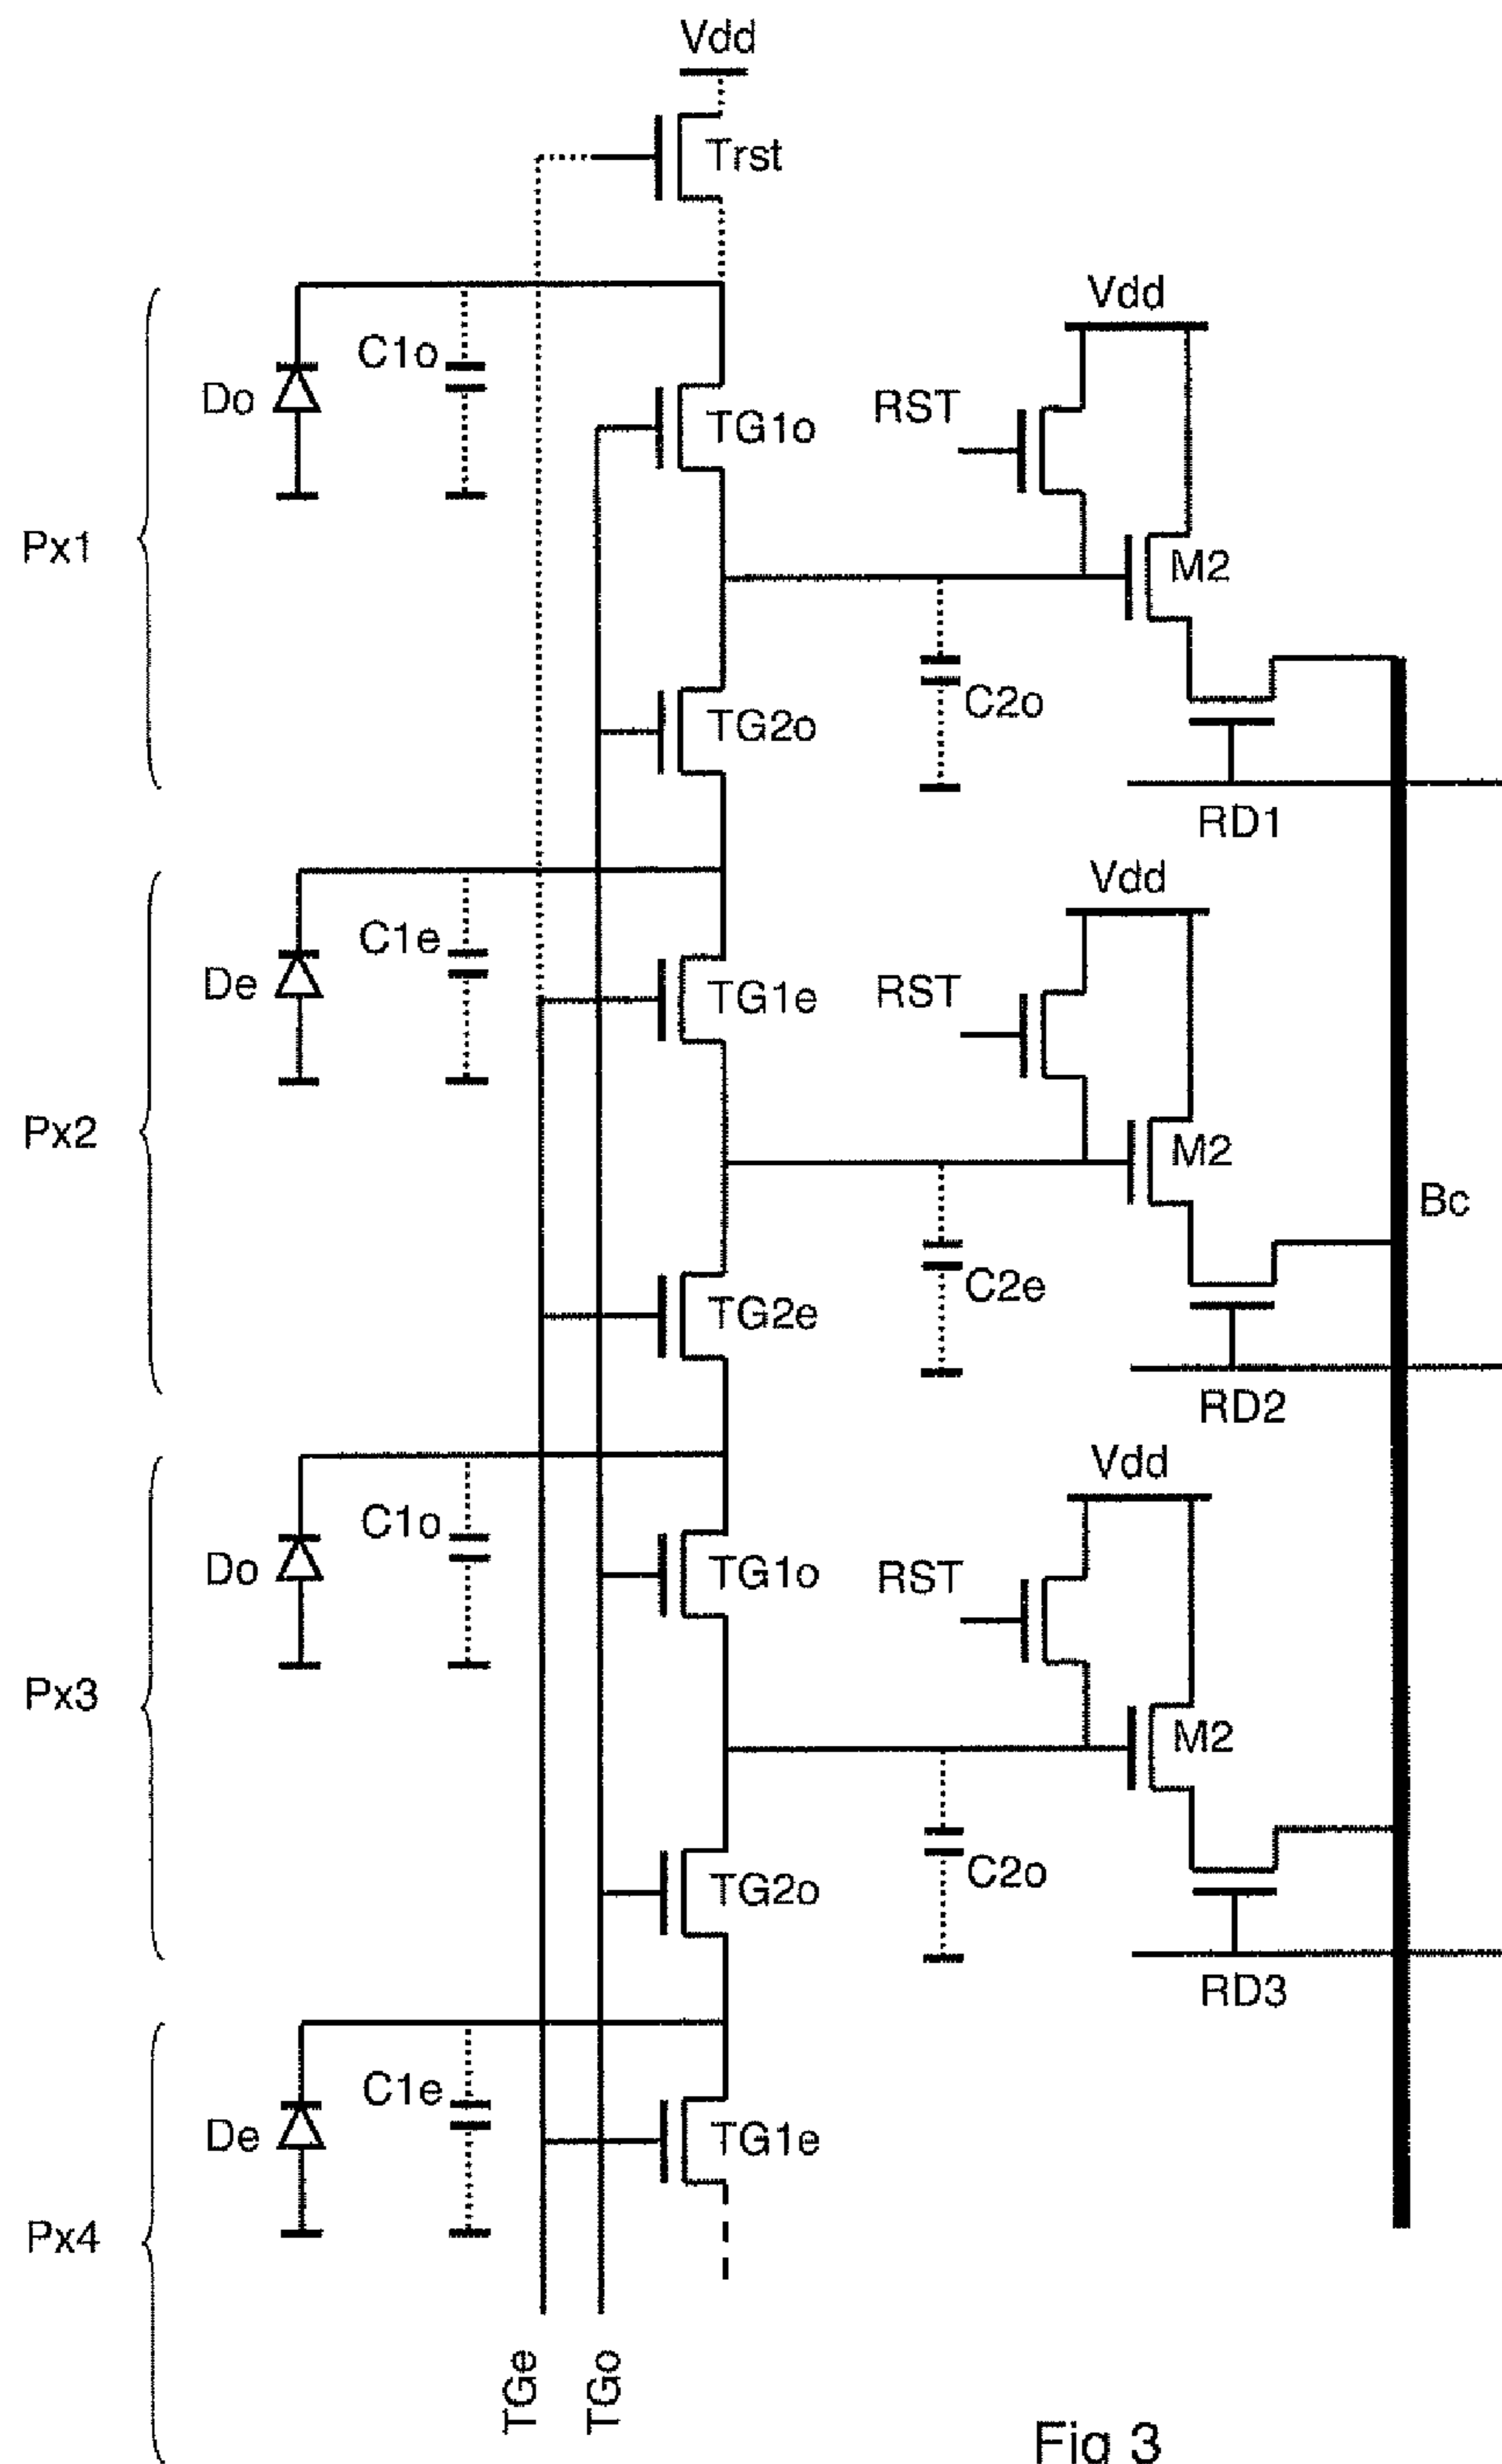 Vdd
Trst
Vdd
C1o
Do
TG1o
RST
Px1
M2
TG2o
C2o
RD1
Vdd
C1e
De
TG1e
RST
Px2
M2
Bc
TG2e
C2e
RD2
Vdd
C1o
Do
TG1o
RST
Px3
M2
TG2o
C2o
RD3
C1e
De
TG1e
Px4
TGe
TGo
Fig 3